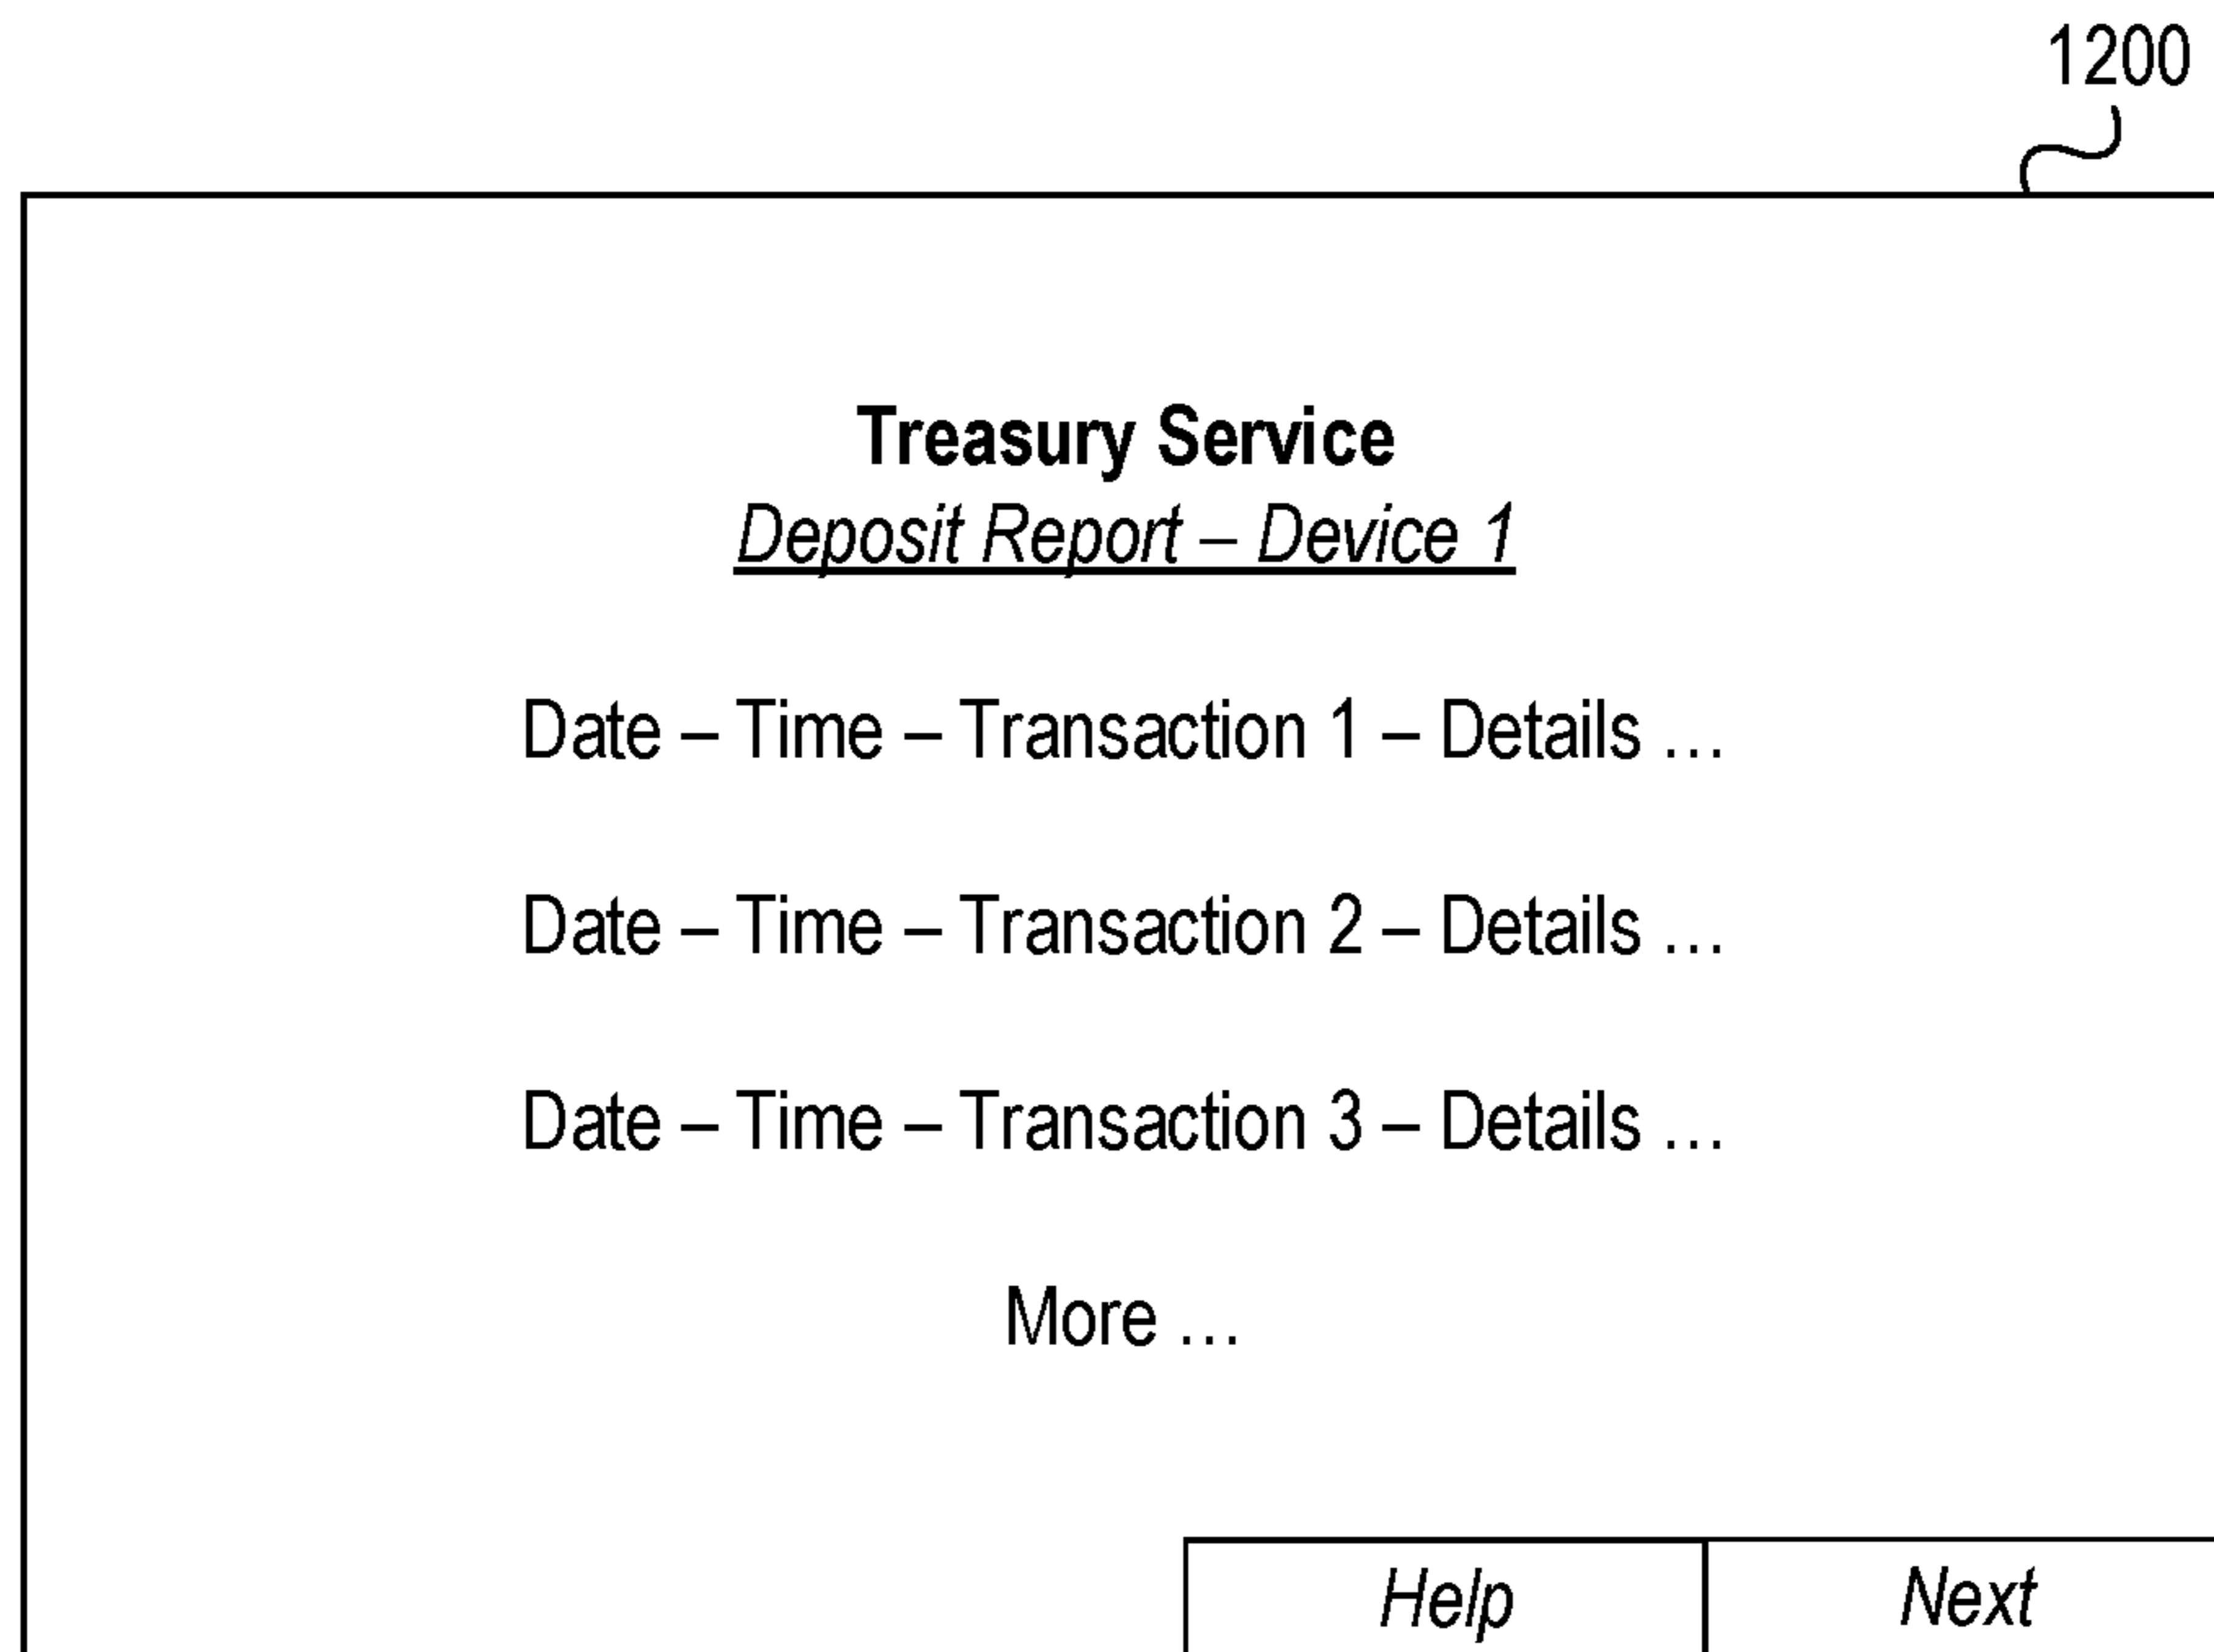 1200
Treasury Service
Deposit Report – Device 1
Date – Time – Transaction 1 – Details ...
Date – Time – Transaction 2 – Details ...
Date – Time – Transaction 3 – Details ...
More ...
Help Next